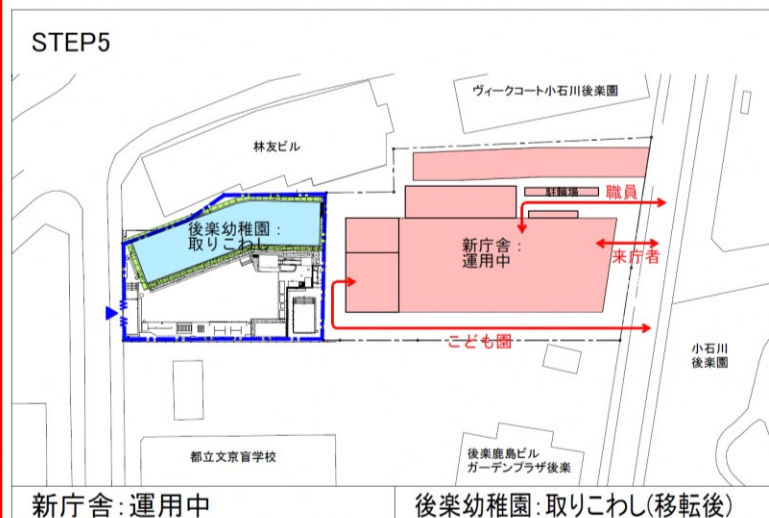 STEP5
ヴィークコート小石川後楽園
林友ビル
駐輪場
職員
後楽幼稚園：
取りこわし
新庁舎：
運用中
来庁者
こども園
小石川
後楽園
都立文京盲学校
後楽鹿島ビル
ガーデンプラザ後楽
新庁舎：運用中
後楽幼稚園：取りこわし(移転後)